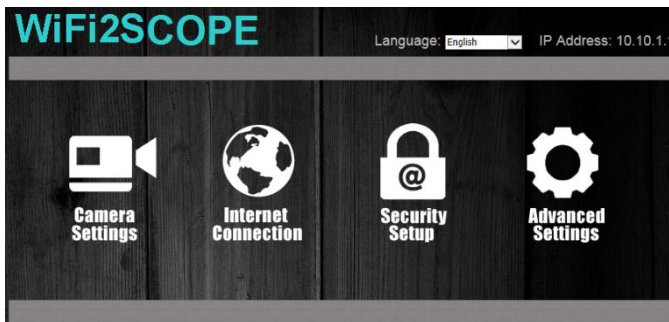 WiFi2SCOPE
Language: English IP Address: 10.10.1.
@
Camera
Settings
Internet
Connection
Security
Setup
Advanced
Settings